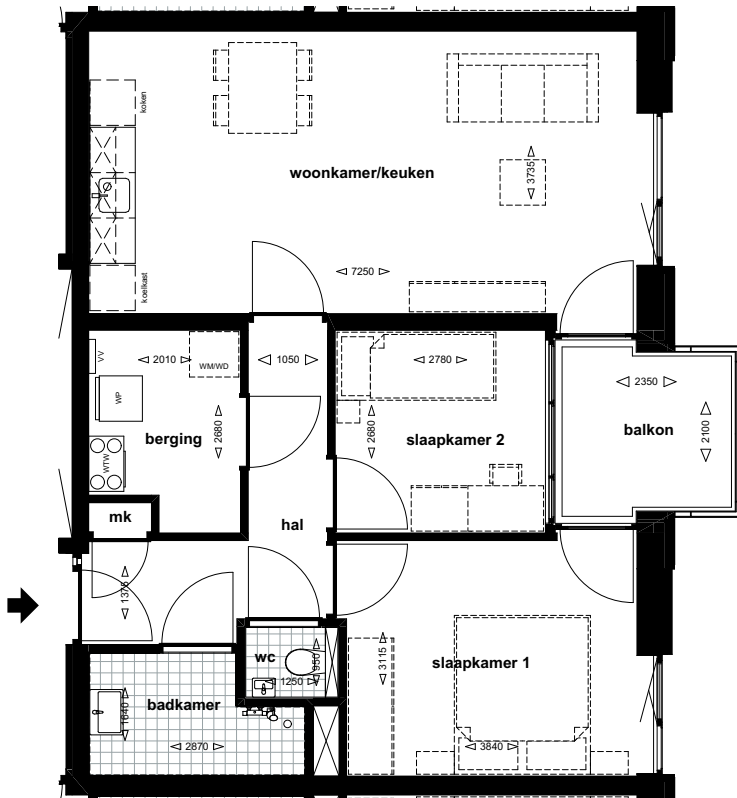 koken
woonkamer/keuken
3735
7250
koelkast
VV
2010
WM/WD
1050
2780
2350
WP
berging
2680
2680
slaapkamer 2
balkon
2100
WTW
mk
hal
1375
wc
950
1250
3115
slaapkamer 1
badkamer
1640
2870
3840